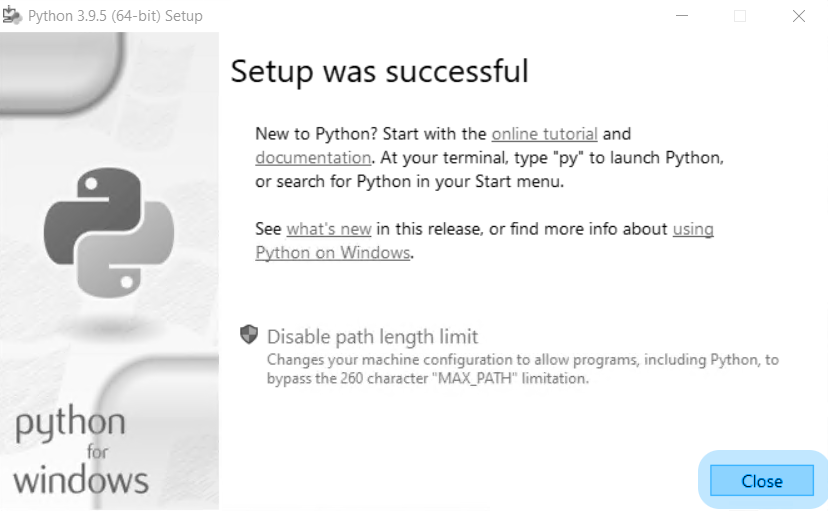 Python 3.9.5 (64-bit) Setup
Setup was successful
New to Python? Start with the online tutorial and
documentation. At your terminal, type "py" to launch Python,
or search for Python in your Start menu.
See what's new in this release, or find more info about using
Python on Windows.
Disable path length limit
Changes your machine configuration to allow programs, including Python, to
bypass the 260 character "MAX_PATH" limitation.
python
for
windows
Close